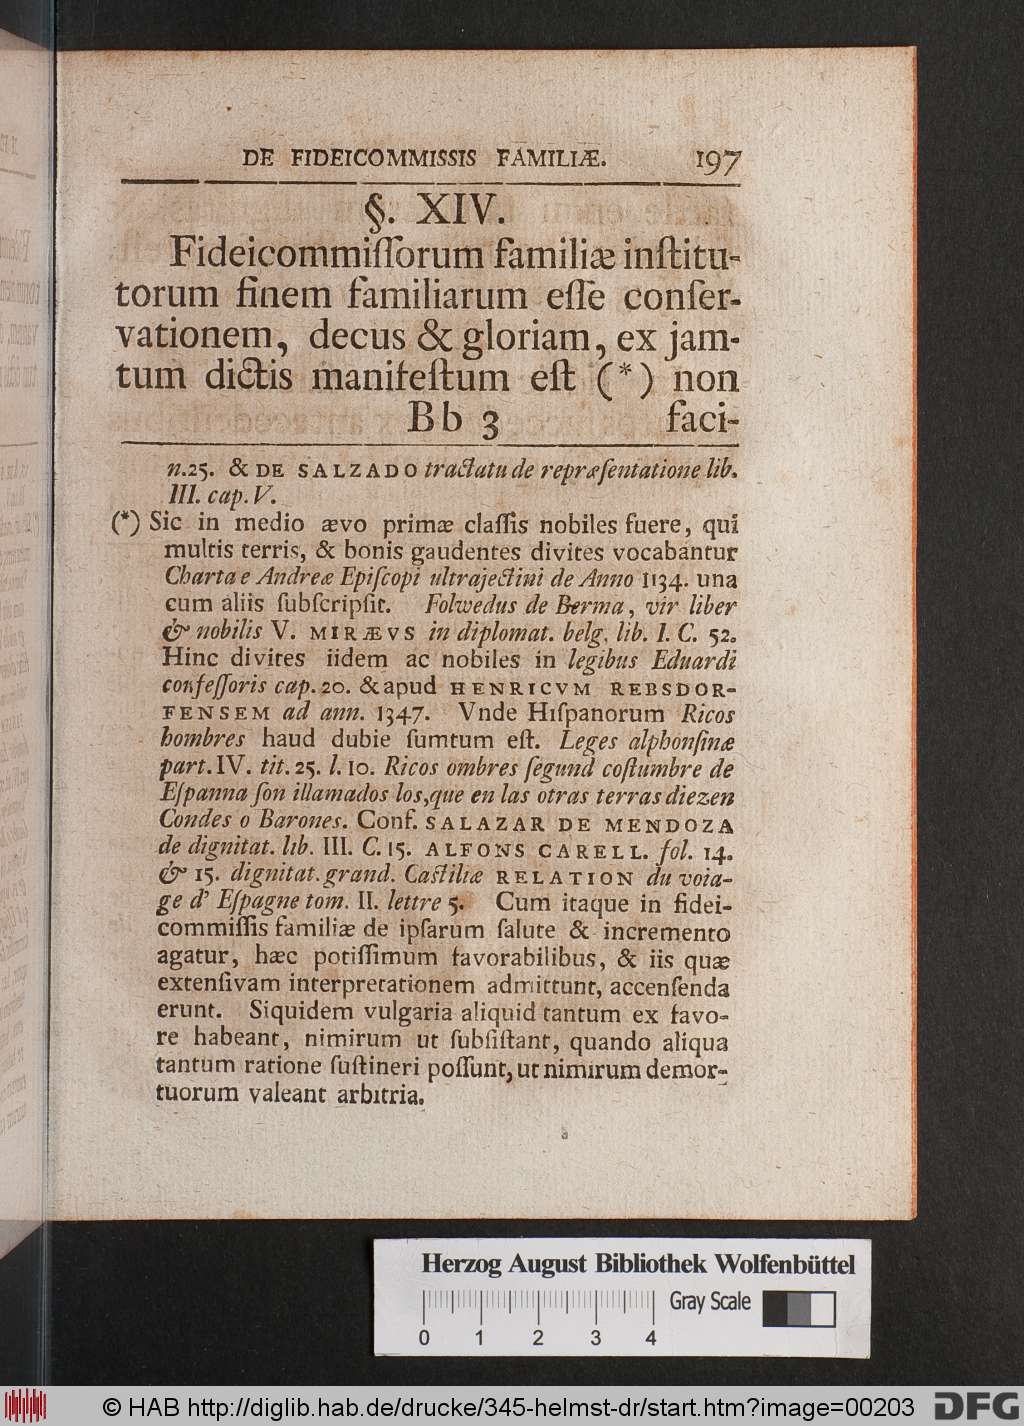 DE FIDEICOMMISSIS FAMILIÆ. 197
§. XIV.
Fideicommiſſorum familiæ inſtitu-
torum finem familiarum eſſe conſer-
vationem, decus & gloriam, ex jam-
tum dictis manifeſtum eſt (*) non
Bb 3 faci-
n.25. & DE SALZADO tractatu de repræſentatione lib.
III. cap. V.
(*) Sic in medio ævo primæ claſſis nobiles fuere, qui
multis terris, & bonis gaudentes divites vocabantur
Chartae Andreæ Epiſcopi ultrajectini de Anno 1134. una
cum aliis ſubſcripſit. Folwedus de Berma, vir liber
& nobilis V. MIRÆVS in diplomat. belg. lib. I. C. 52.
Hinc divites iidem ac nobiles in legibus Eduardi
confeſſoris cap. 20. & apud HENRICVM REBSDOR-
FENSEM ad ann. 1347. Vnde Hiſpanorum Ricos
hombres haud dubie ſumtum eſt. Leges alphonſinæ
part. IV. tit. 25. l. 10. Ricos ombres ſegund coſtumbre de
Eſpanna ſon illamados los,que en las otras terras diezen
Condes o Barones. Conf. SALAZAR DE MENDOZA
de dignitat. lib. III. C. 15. ALFONS CARELL. fol. 14.
& 15. dignitat. grand. Caſtiliæ RELATION du voia-
ge d' Eſpagne tom. II. lettre 5. Cum itaque in fidei-
commiſſis familiæ de ipſarum ſalute & incremento
agatur, hæc potiſſimum favorabilibus, & iis quæ
extenſivam interpretationem admittunt, accenſenda
erunt. Siquidem vulgaria aliquid tantum ex favo-
re habeant, nimirum ut ſubſiſtant, quando aliqua
tantum ratione ſuſtineri poſſunt, ut nimirum demor-
tuorum valeant arbitria.
Herzog August Bibliothek Wolfenbüttel
Gray Scale
0 1 2 3 4
© HAB http://diglib.hab.de/drucke/345-helmst-dr/start.htm?image=00203
DFG